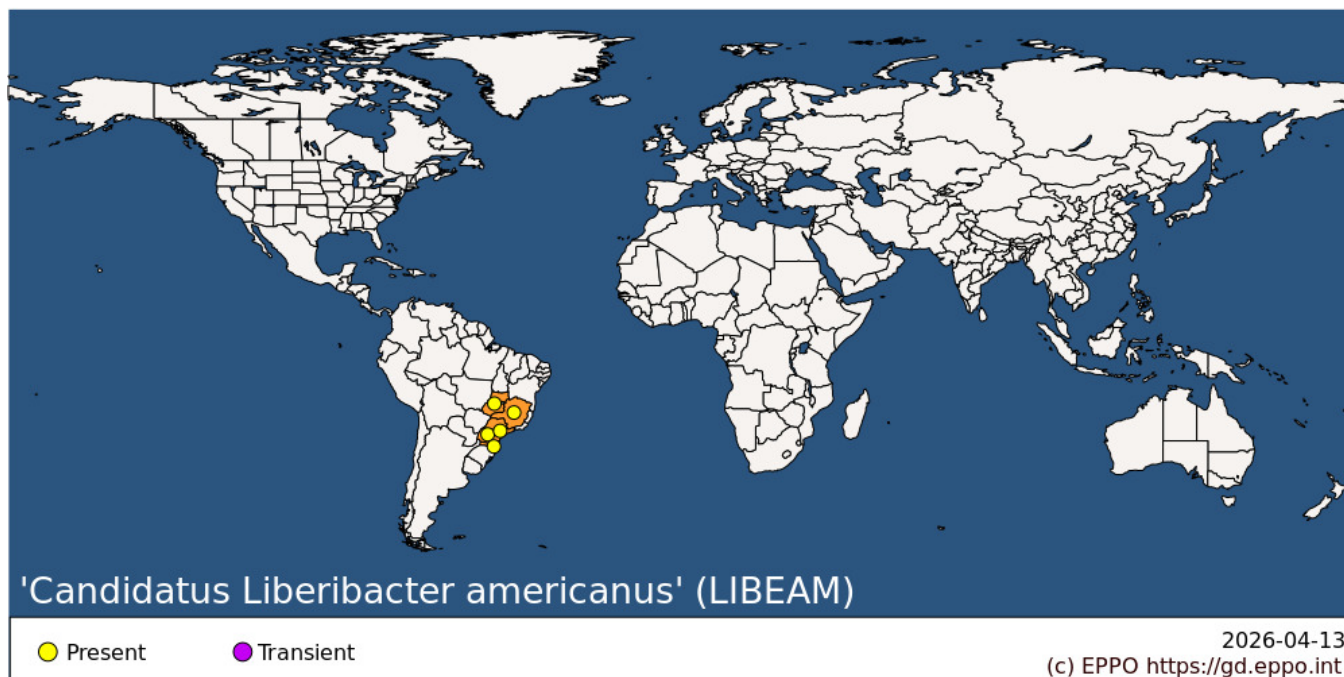 'Candidatus Liberibacter americanus' (LIBEAM)
Present
Transient
2026-04-13
(c) EPPO https://gd.eppo.int